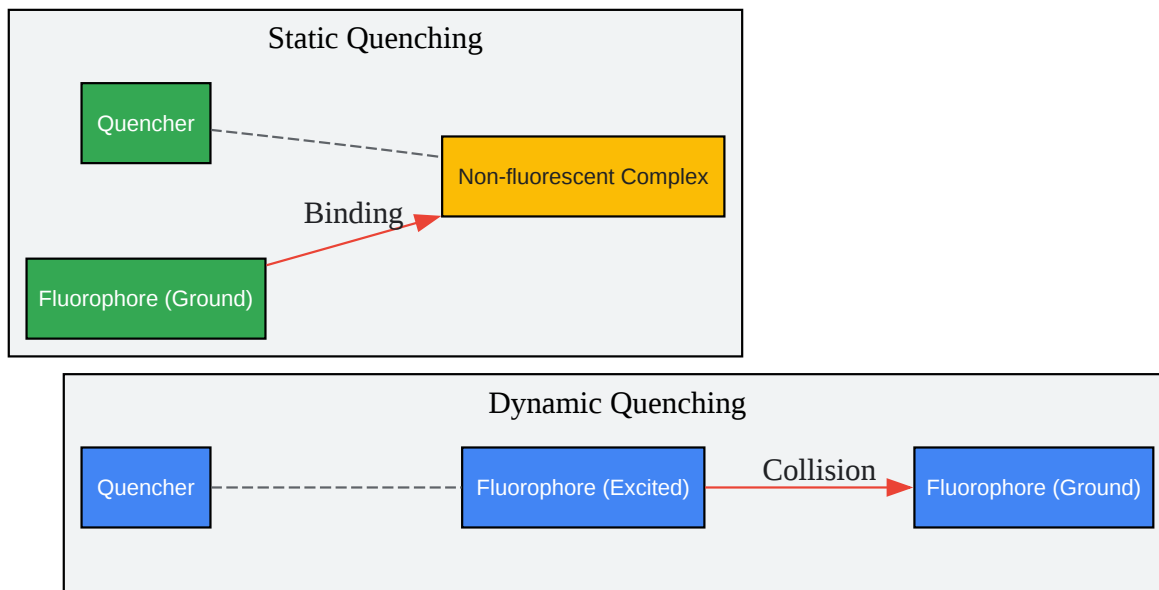 Static Quenching
Quencher
Non-fluorescent Complex
Binding
Fluorophore (Ground)
Dynamic Quenching
Quencher
Fluorophore (Excited)
Collision
Fluorophore (Ground)